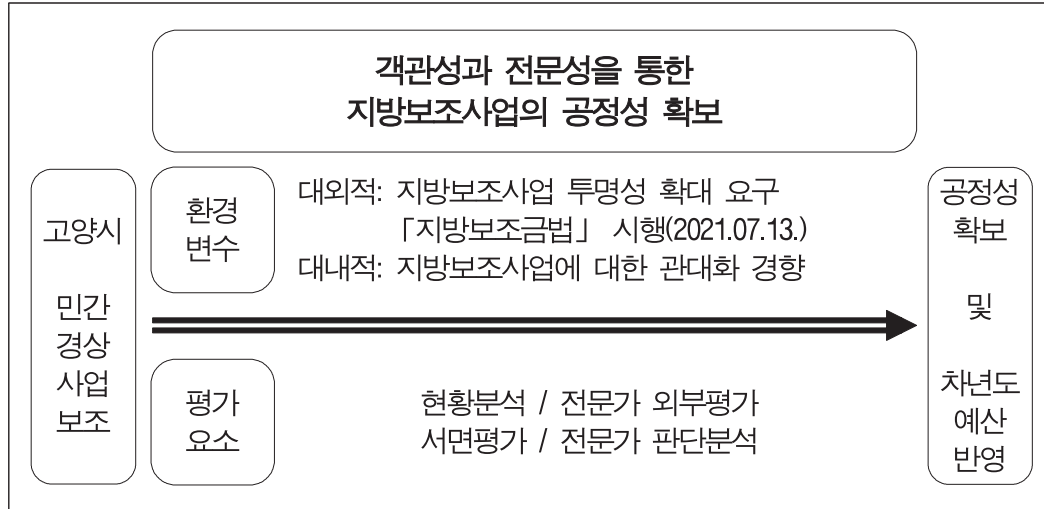 객관성과 전문성을 통한
지방보조사업의 공정성 확보
고양시
민간
경상
사업
보조
환경
변수
대외적: 지방보조사업 투명성 확대 요구
「지방보조금법」 시행(2021.07.13.)
대내적: 지방보조사업에 대한 관대화 경향
평가
요소
현황분석 / 전문가 외부평가
서면평가 / 전문가 판단분석
공정성
확보
및
차년도
예산
반영